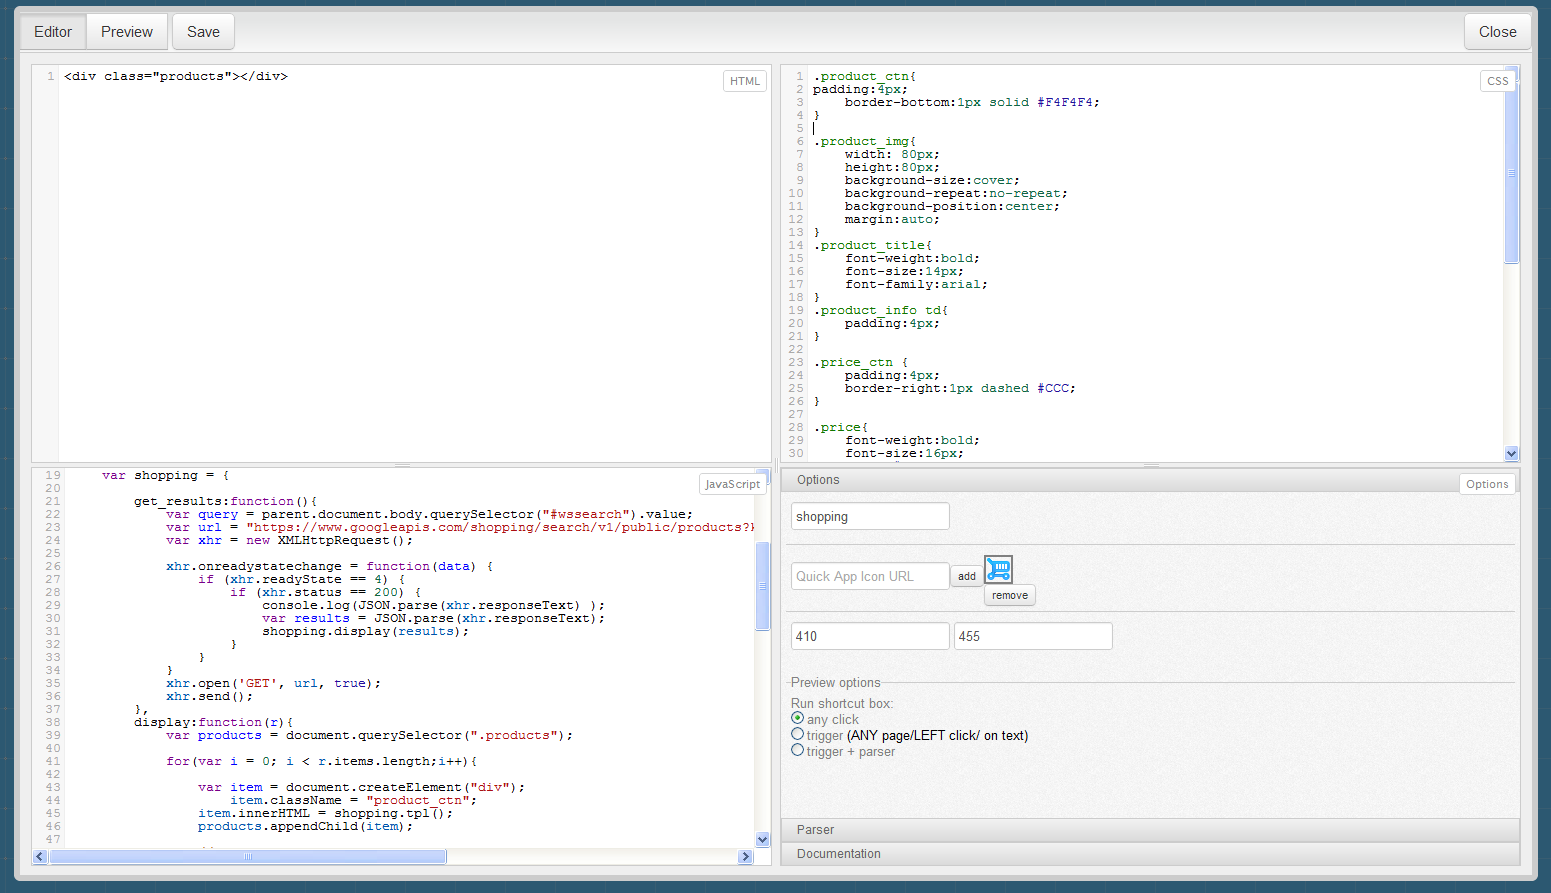 Editor
Preview
Save
Close
HTML
1 <div class="products"></div>
CSS
1 .product_ctn{
2 padding:4px;
3 border-bottom:1px solid #F4F4F4;
4 }
5
6 .product_img{
7 width: 80px;
8 height:80px;
9 background-size:cover;
10 background-repeat:no-repeat;
11 background-position:center;
12 margin:auto;
13 }
14 .product_title{
15 font-weight:bold;
16 font-size:14px;
17 font-family:arial;
18 }
19 .product_info td{
20 padding:4px;
21 }
22
23 .price_ctn {
24 padding:4px;
25 border-right:1px dashed #CCC;
26 }
27
28 .price{
29 font-weight:bold;
30 font-size:16px;
JavaScript
19 var shopping = {
20
21 get_results:function(){
22 var query = parent.document.body.querySelector("#wssearch").value;
23 var url = "https://www.googleapis.com/shopping/search/v1/public/products?
24 var xhr = new XMLHttpRequest();
25
26 xhr.onreadystatechange = function(data) {
27 if (xhr.readyState == 4) {
28 if (xhr.status == 200) {
29 console.log(JSON.parse(xhr.responseText) );
30 var results = JSON.parse(xhr.responseText);
31 shopping.display(results);
32 }
33 }
34 }
35 xhr.open('GET', url, true);
36 xhr.send();
37 },
38 display:function(r){
39 var products = document.querySelector(".products");
40
41 for(var i = 0; i < r.items.length;i++){
42
43 var item = document.createElement("div");
44 item.className = "product_ctn";
45 item.innerHTML = shopping.tpl();
46 products.appendChild(item);
47
Options
Options
shopping
Quick App Icon URL
add
remove
410
455
Preview options
Run shortcut box:
any click
trigger (ANY page/LEFT click/ on text)
trigger + parser
Parser
Documentation